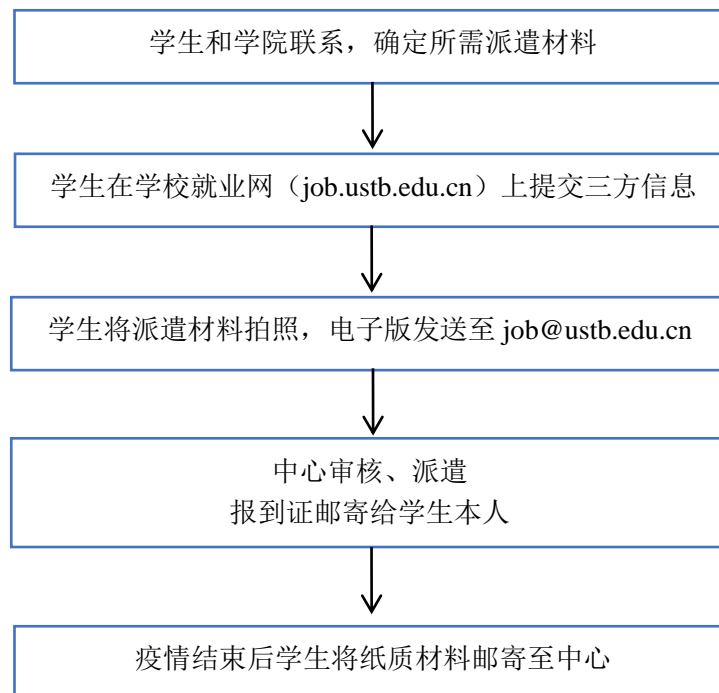 学生和学院联系，确定所需派遣材料
学生在学校就业网（job.ustb.edu.cn）上提交三方信息
学生将派遣材料拍照，电子版发送至 job@ustb.edu.cn
中心审核、派遣
报到证邮寄给学生本人
疫情结束后学生将纸质材料邮寄至中心